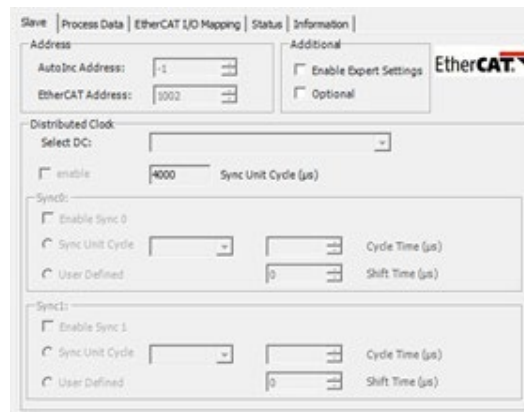 Slave Process Data EtherCAT I/O Mapping Status Information
Address
AutoInc Address: -1
EtherCAT Address: 1002
Additional
Enable Expert Settings
Optional
EtherCAT.
Distributed Clock
Select DC:
enable 4000 Sync Unit Cycle (µs)
Sync0:
Enable Sync 0
Sync Unit Cycle Cycle Time (µs)
User Defined 0 Shift Time (µs)
Sync1:
Enable Sync 1
Sync Unit Cycle Cycle Time (µs)
User Defined 0 Shift Time (µs)